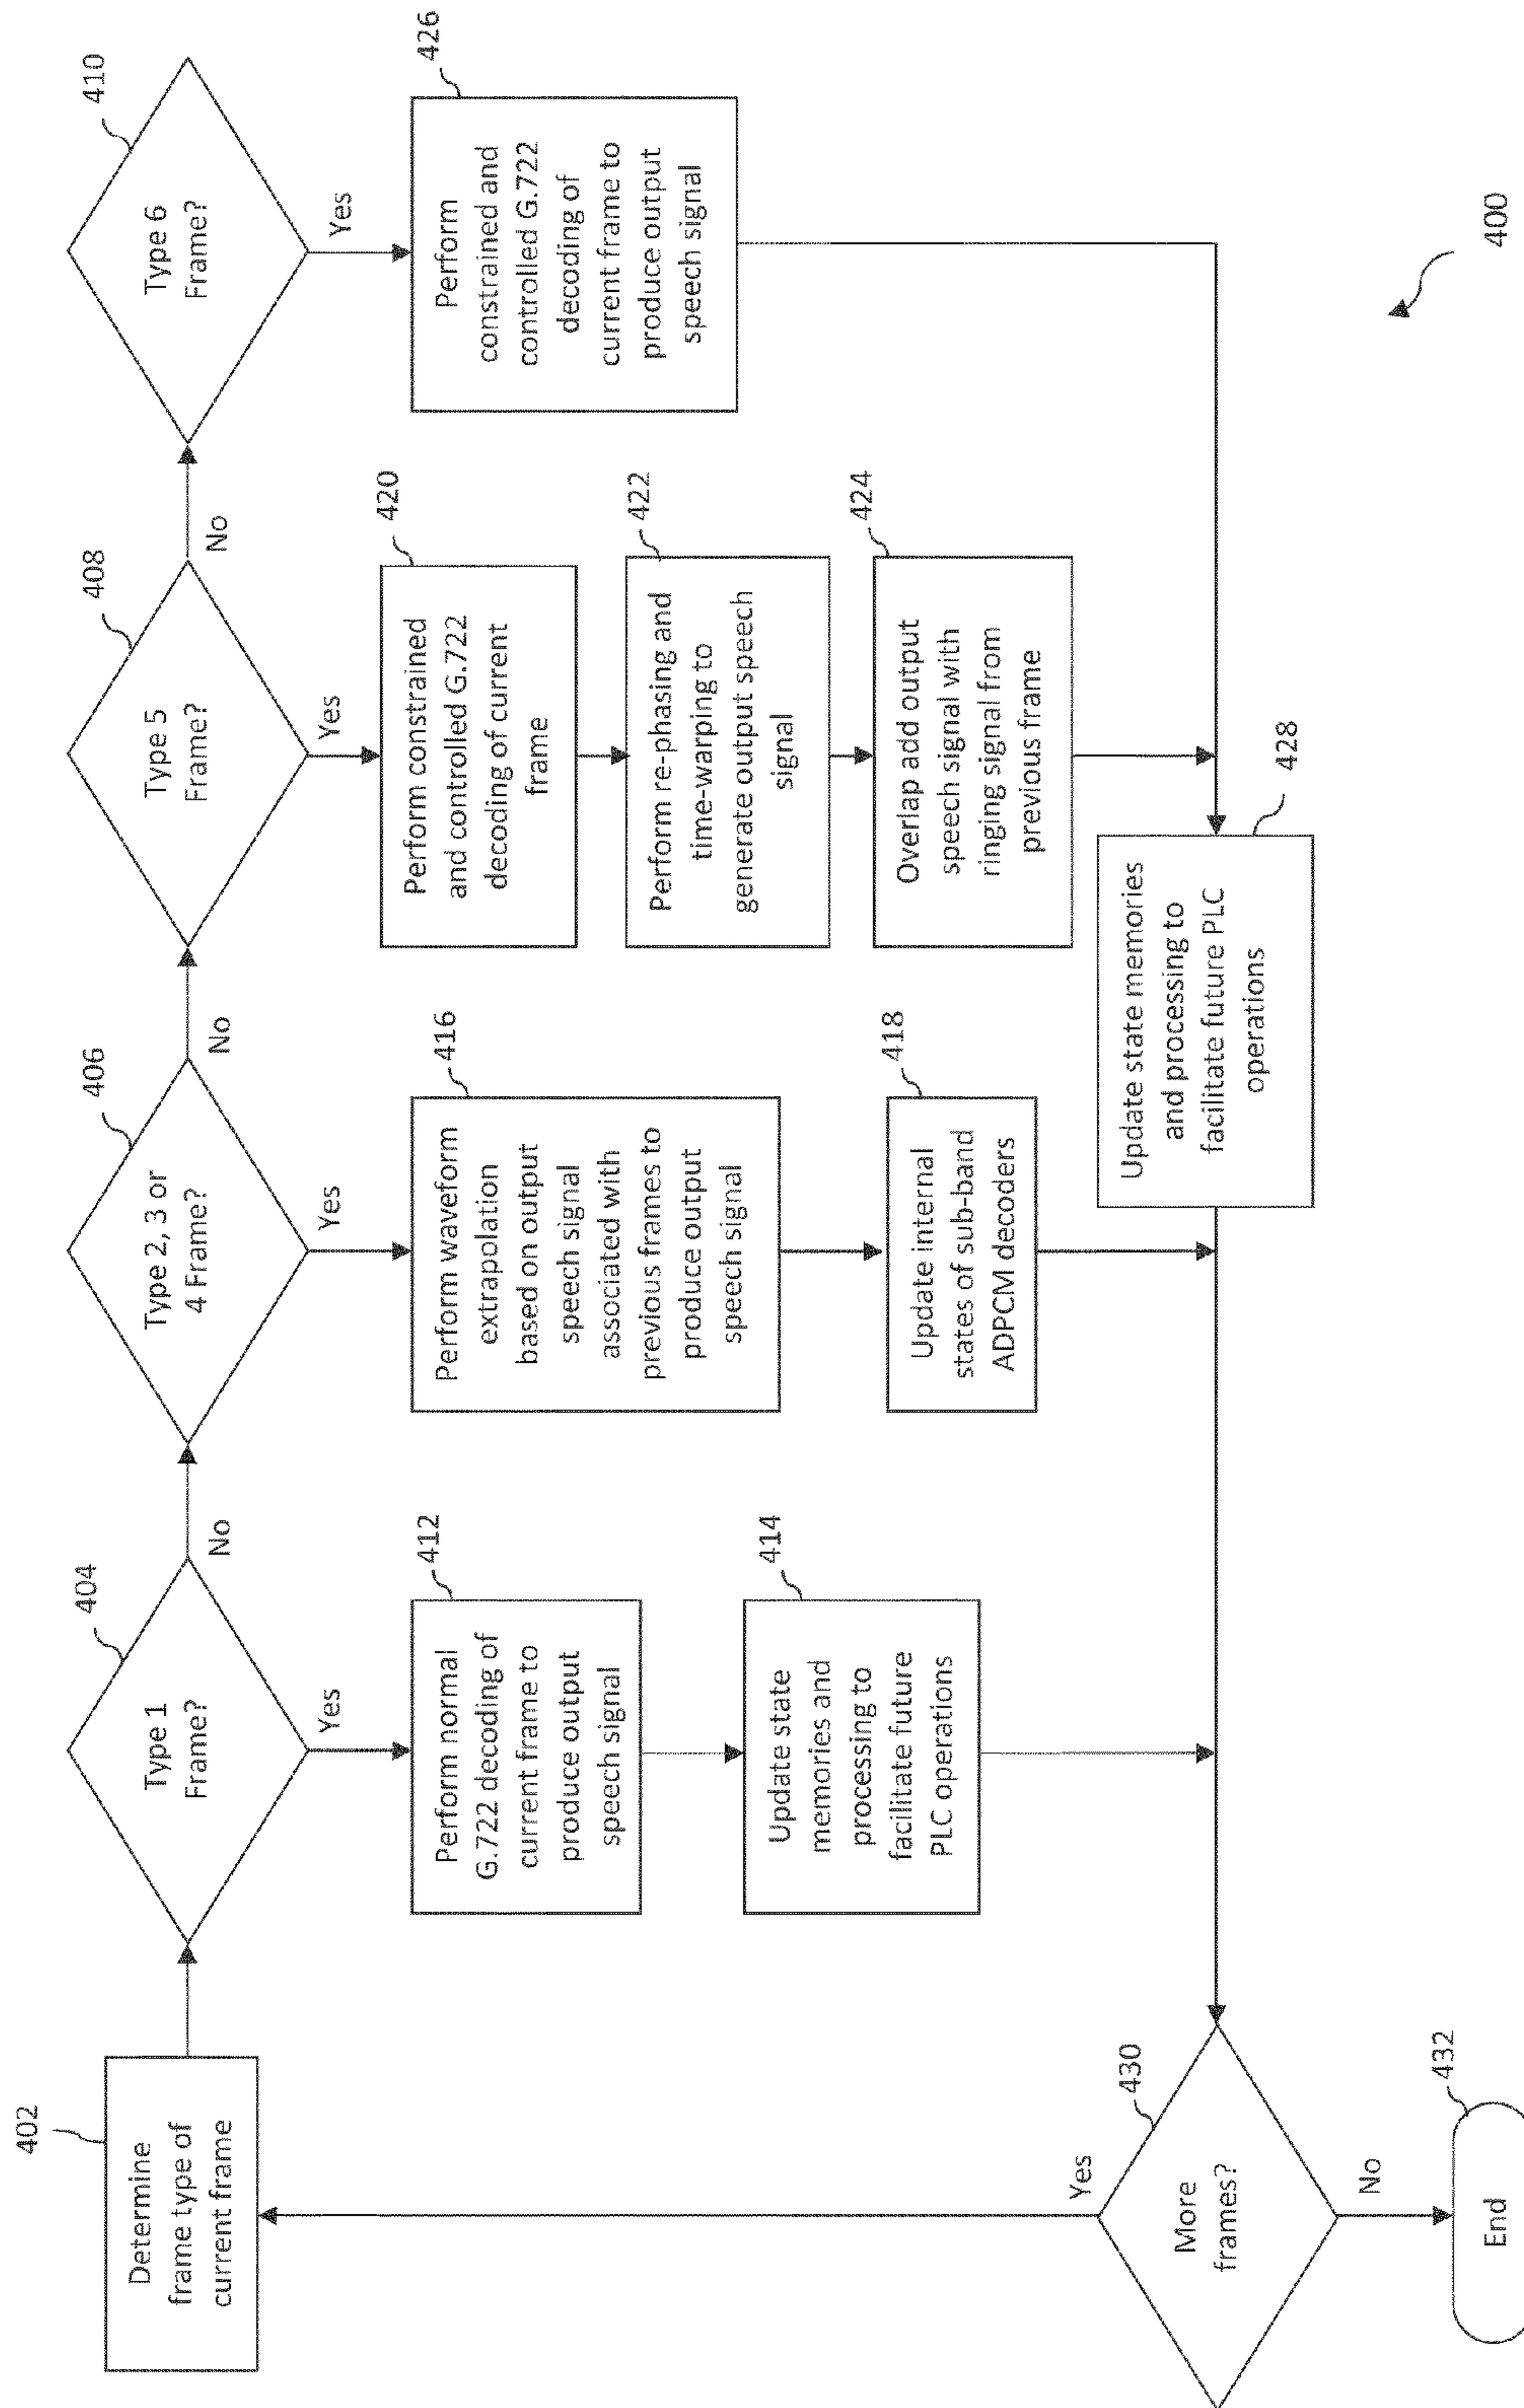 402
Determine
frame type of
current frame
404
Type 1
Frame?
No
Yes
406
Type 2, 3 or
4 Frame?
No
Yes
408
Type 5
Frame?
No
Yes
410
Type 6
Frame?
Yes
412
Perform normal
G.722 decoding of
current frame to
produce output
speech signal
414
Update state
memories and
processing to
facilitate future
PLC operations
416
Perform waveform
extrapolation
based on output
speech signal
associated with
previous frames to
produce output
speech signal
418
Update internal
states of sub-band
ADPCM decoders
420
Perform constrained
and controlled G.722
decoding of current
frame
422
Perform re-phasing and
time-warping to
generate output speech
signal
424
Overlap add output
speech signal with
ringing signal from
previous frame
426
Perform
constrained and
controlled G.722
decoding of
current frame to
produce output
speech signal
428
Update state memories
and processing to
facilitate future PLC
operations
430
More
frames?
Yes
No
432
End
400